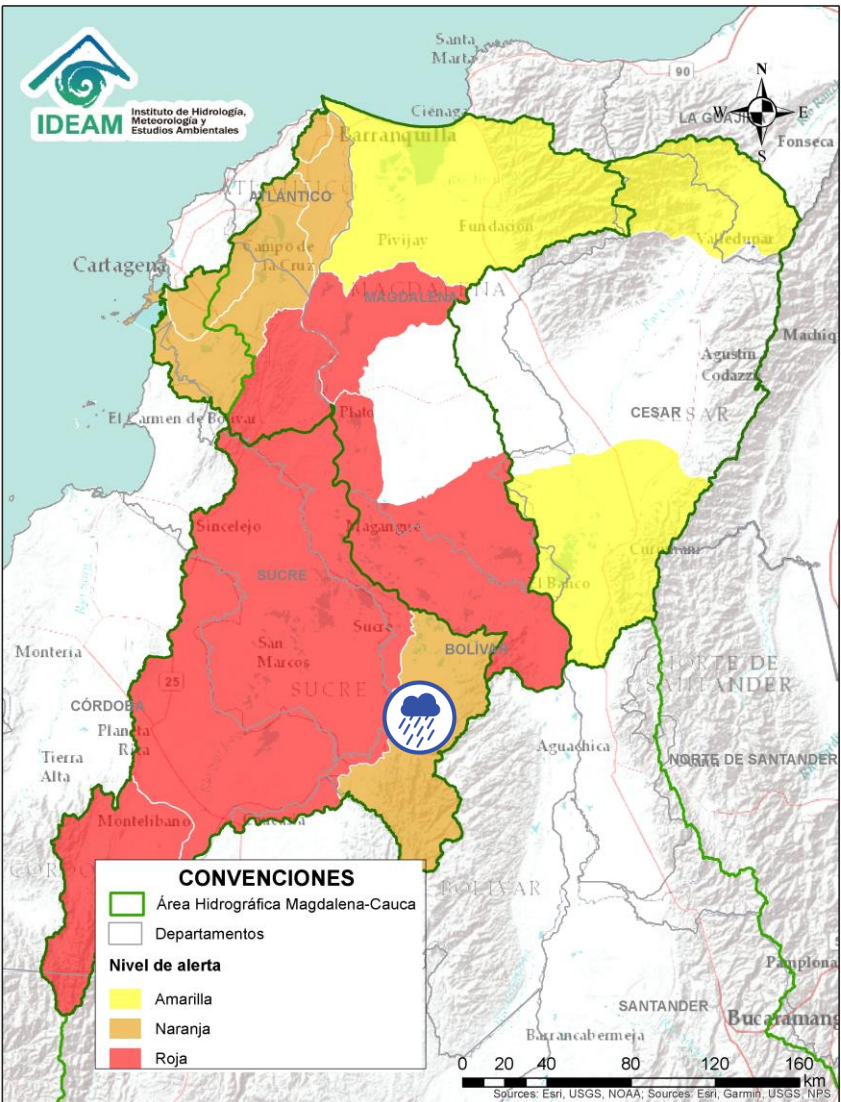 IDEAM
Instituto de Hidrología,
Meteorología y
Estudios Ambientales
Santa
Marta
90
N
W
E
S
LA GUAJIRA
Ciénaga
Barranquilla
Fonseca
ATLÁNTICO
ATLÁNTICO
Fundación
Campo de
la Cruz
Pivijay
Valledupar
Cartagena
MAGDALENA
MAGDALENA
Agustín
Codazzi
El Carmen de Bolívar
Plato
CESAR
CESAR
Sincelejo
Magangué
El Banco
SUCRE
Sucre
San
Marcos
BOLÍVAR
Montería
SUCRE
25
NORTE DE
SANTANDER
CÓRDOBA
Planeta
Rica
Aguachica
Tierra
Alta
NORTE DE SANTANDER
Montelíbano
BOLÍVAR
CONVENCIONES
Área Hidrográfica Magdalena-Cauca
Departamentos
Nivel de alerta
Amarilla
Naranja
Roja
Pamplona
SANTANDER
Bucaramang
Barrancabermeja
0 20 40 80 120 160
km
Sources: Esri, USGS, NOAA; Sources: Esri, Garmin, USGS, NPS